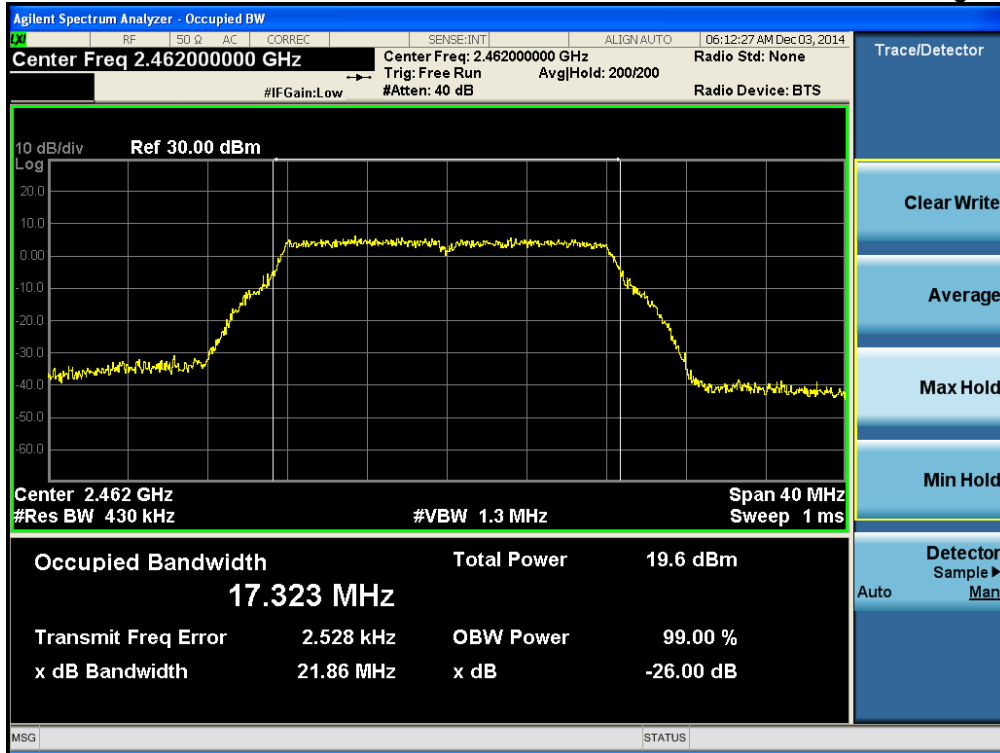 Agilent Spectrum Analyzer - Occupied BW
LXI RF 50 Ω AC CORREC SENSE:INT ALIGN AUTO 06:12:27 AM Dec 03, 2014
Center Freq 2.462000000 GHz
Center Freq: 2.462000000 GHz Radio Std: None
Trig: Free Run Avg|Hold: 200/200
#IFGain:Low #Atten: 40 dB Radio Device: BTS
10 dB/div Ref 30.00 dBm
Log
20.0
10.0
0.00
-10.0
-20.0
-30.0
-40.0
-50.0
-60.0
Center 2.462 GHz Span 40 MHz
#Res BW 430 kHz #VBW 1.3 MHz Sweep 1 ms
Occupied Bandwidth Total Power 19.6 dBm
17.323 MHz
Transmit Freq Error 2.528 kHz OBW Power 99.00 %
x dB Bandwidth 21.86 MHz x dB -26.00 dB
MSG STATUS
Trace/Detector
Clear Write
Average
Max Hold
Min Hold
Detector
Sample▶
Auto Man